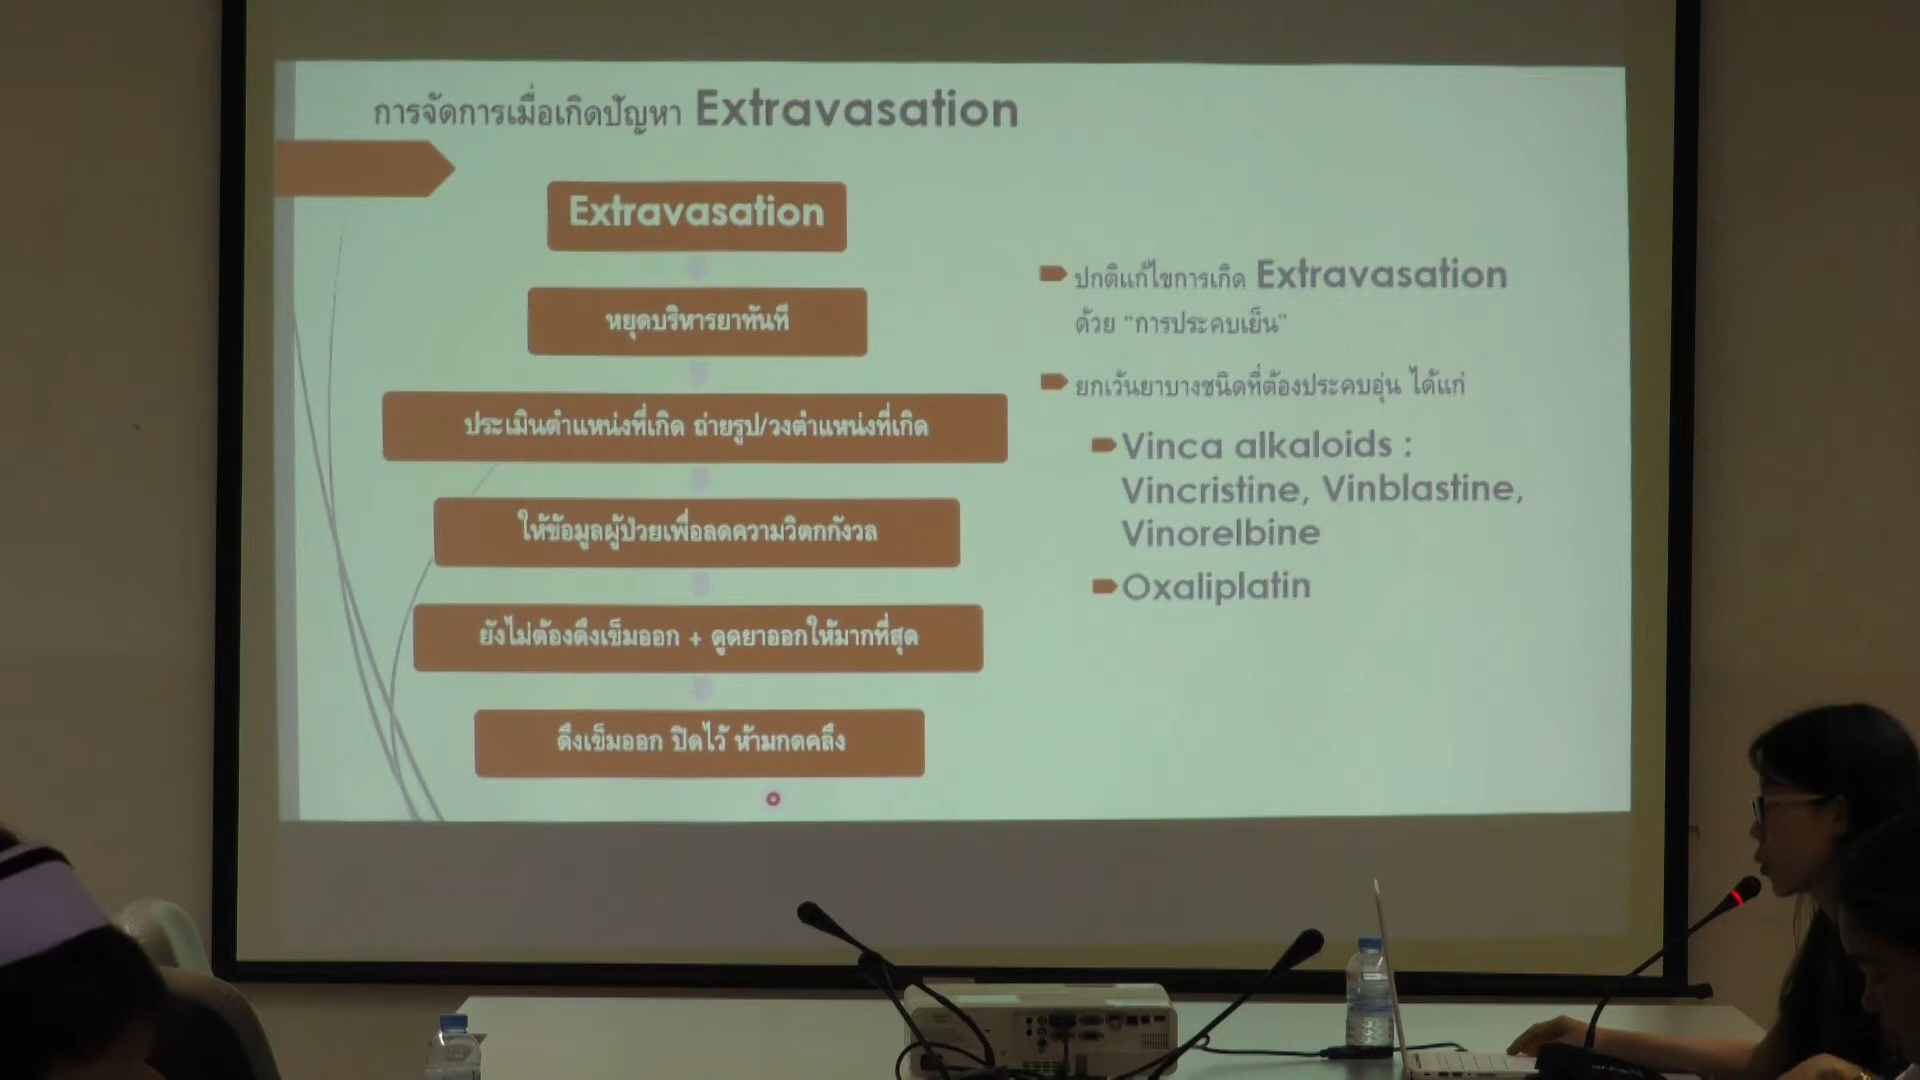 การจัดการเมื่อเกิดปัญหา Extravasation
Extravasation
หยุดบริหารยาทันที
ประเมินตำแหน่งที่เกิด ถ่ายรูป/วงตำแหน่งที่เกิด
ให้ข้อมูลผู้ป่วยเพื่อลดความวิตกกังวล
ยังไม่ต้องดึงเข็มออก + ดูดยาออกให้มากที่สุด
ดึงเข็มออก ปิดไว้ ห้ามกดคลึง
ปกติแก้ไขการเกิด Extravasation
ด้วย “การประคบเย็น”
ยกเว้นยาบางชนิดที่ต้องประคบอุ่น ได้แก่
Vinca alkaloids :
Vincristine, Vinblastine,
Vinorelbine
Oxaliplatin